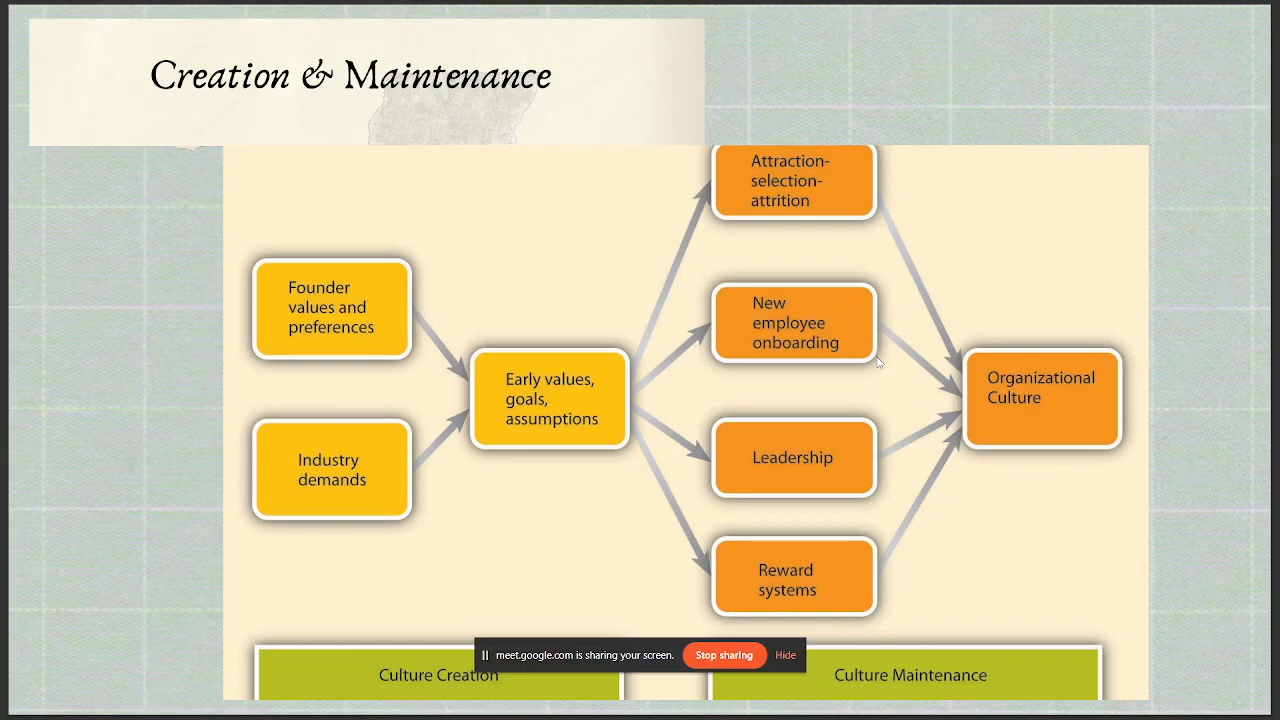 Creation & Maintenance
Attraction-
selection-
attrition
Founder
values and
preferences
New
employee
onboarding
Early values,
goals,
assumptions
Organizational
Culture
Industry
demands
Leadership
Reward
systems
meet.google.com is sharing your screen.
Stop sharing
Hide
Culture Creation
Culture Maintenance